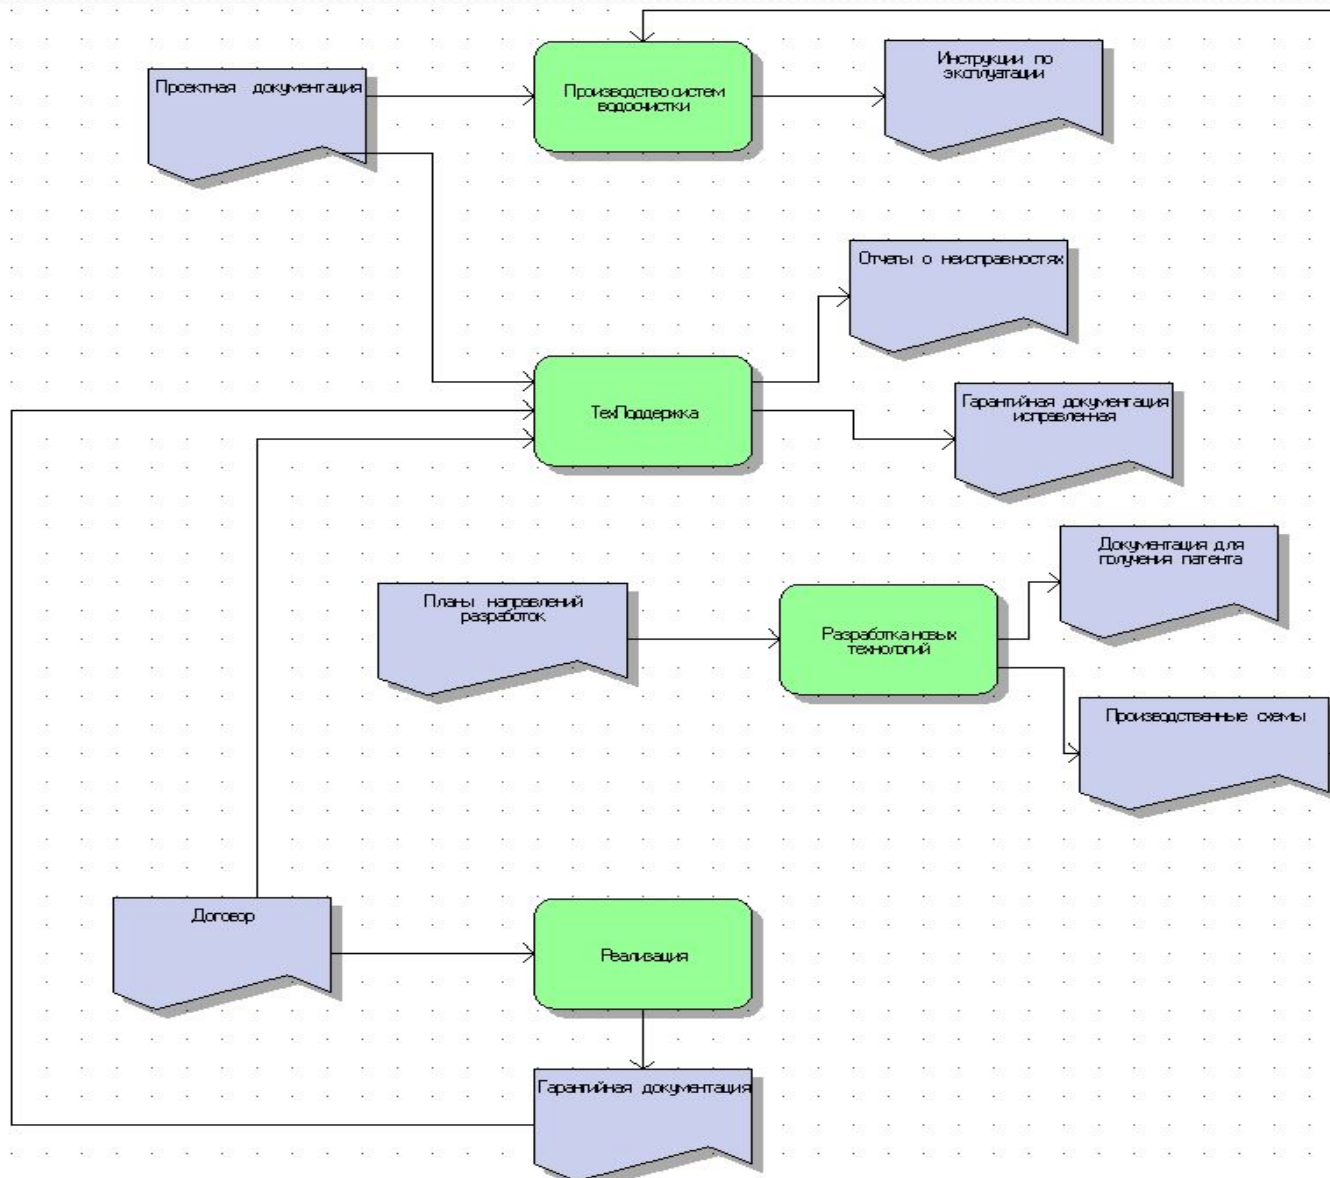 Проектная документация
Производство систем
водоочистки
Инструкции по
эксплуатации
Отчеты о неисправностях
ТехПоддержка
Гарантийная документация
исправленная
Документация для
получения патента
Планы направлений
разработок
Разработка новых
технологий
Производственные схемы
Договор
Реализация
Гарантийная документация